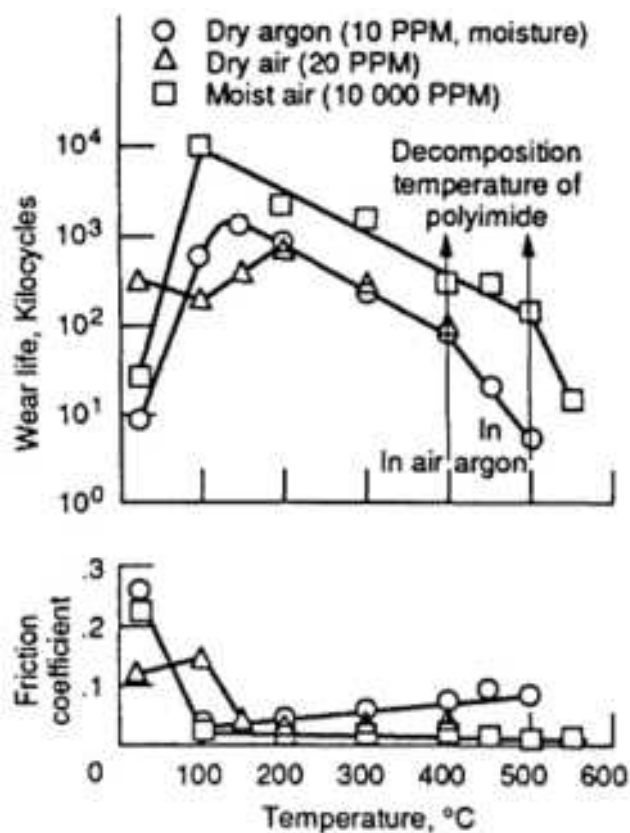 Dry argon (10 PPM, moisture)
Dry air (20 PPM)
Moist air (10 000 PPM)
10⁴
10³
10²
10¹
10⁰
Wear life, Kilocycles
Decomposition
temperature of
polyimide
In
In air argon
.3
.2
.1
0
Friction
coefficient
100 200 300 400 500 600
Temperature, °C